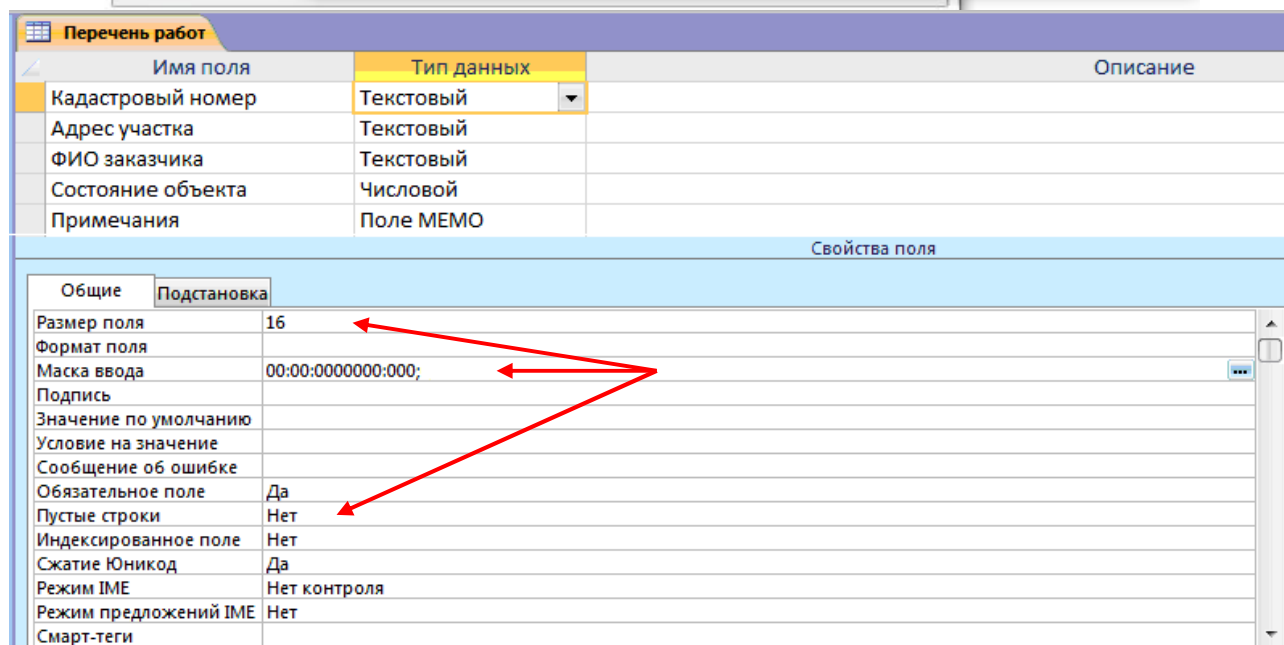 Перечень работ
Имя поля Тип данных Описание
Кадастровый номер Текстовый
Адрес участка Текстовый
ФИО заказчика Текстовый
Состояние объекта Числовой
Примечания Поле МЕМО
Свойства поля
Общие Подстановка
Размер поля 16
Формат поля
Маска ввода 00:00:0000000:000;
Подпись
Значение по умолчанию
Условие на значение
Сообщение об ошибке
Обязательное поле Да
Пустые строки Нет
Индексированное поле Нет
Сжатие Юникод Да
Режим IME Нет контроля
Режим предложений IME Нет
Смарт-теги